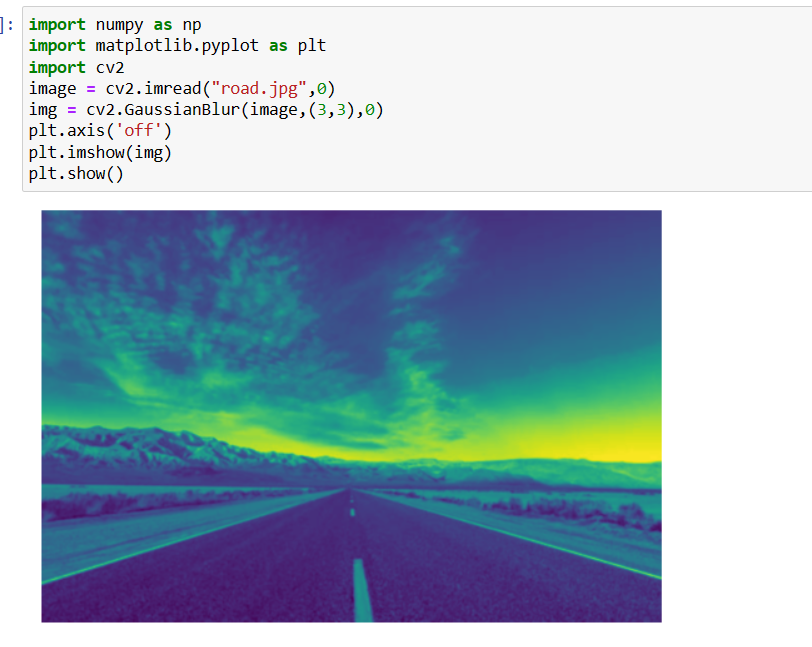 ]:
import numpy as np
import matplotlib.pyplot as plt
import cv2
image = cv2.imread("road.jpg",0)
img = cv2.GaussianBlur(image,(3,3),0)
plt.axis('off')
plt.imshow(img)
plt.show()